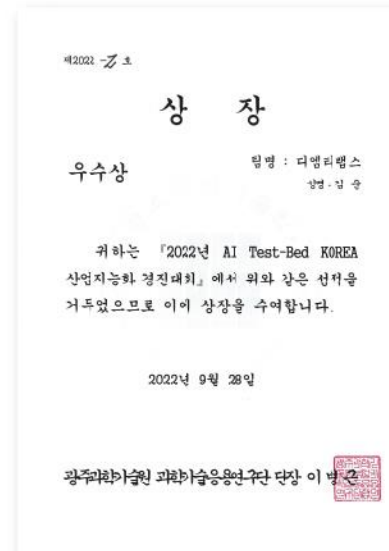 제2022 - 호
상 장
우수상
팀명 : 디엠티랩스
성명 · 김 준
귀하는 『2022년 AI Test-Bed KOREA
산업지능화 경진대회』에서 위와 같은 성적을
거두었으므로 이에 상장을 수여합니다.
2022년 9월 28일
광주과학기술원 과학기술응용연구단 단장 이 병 근